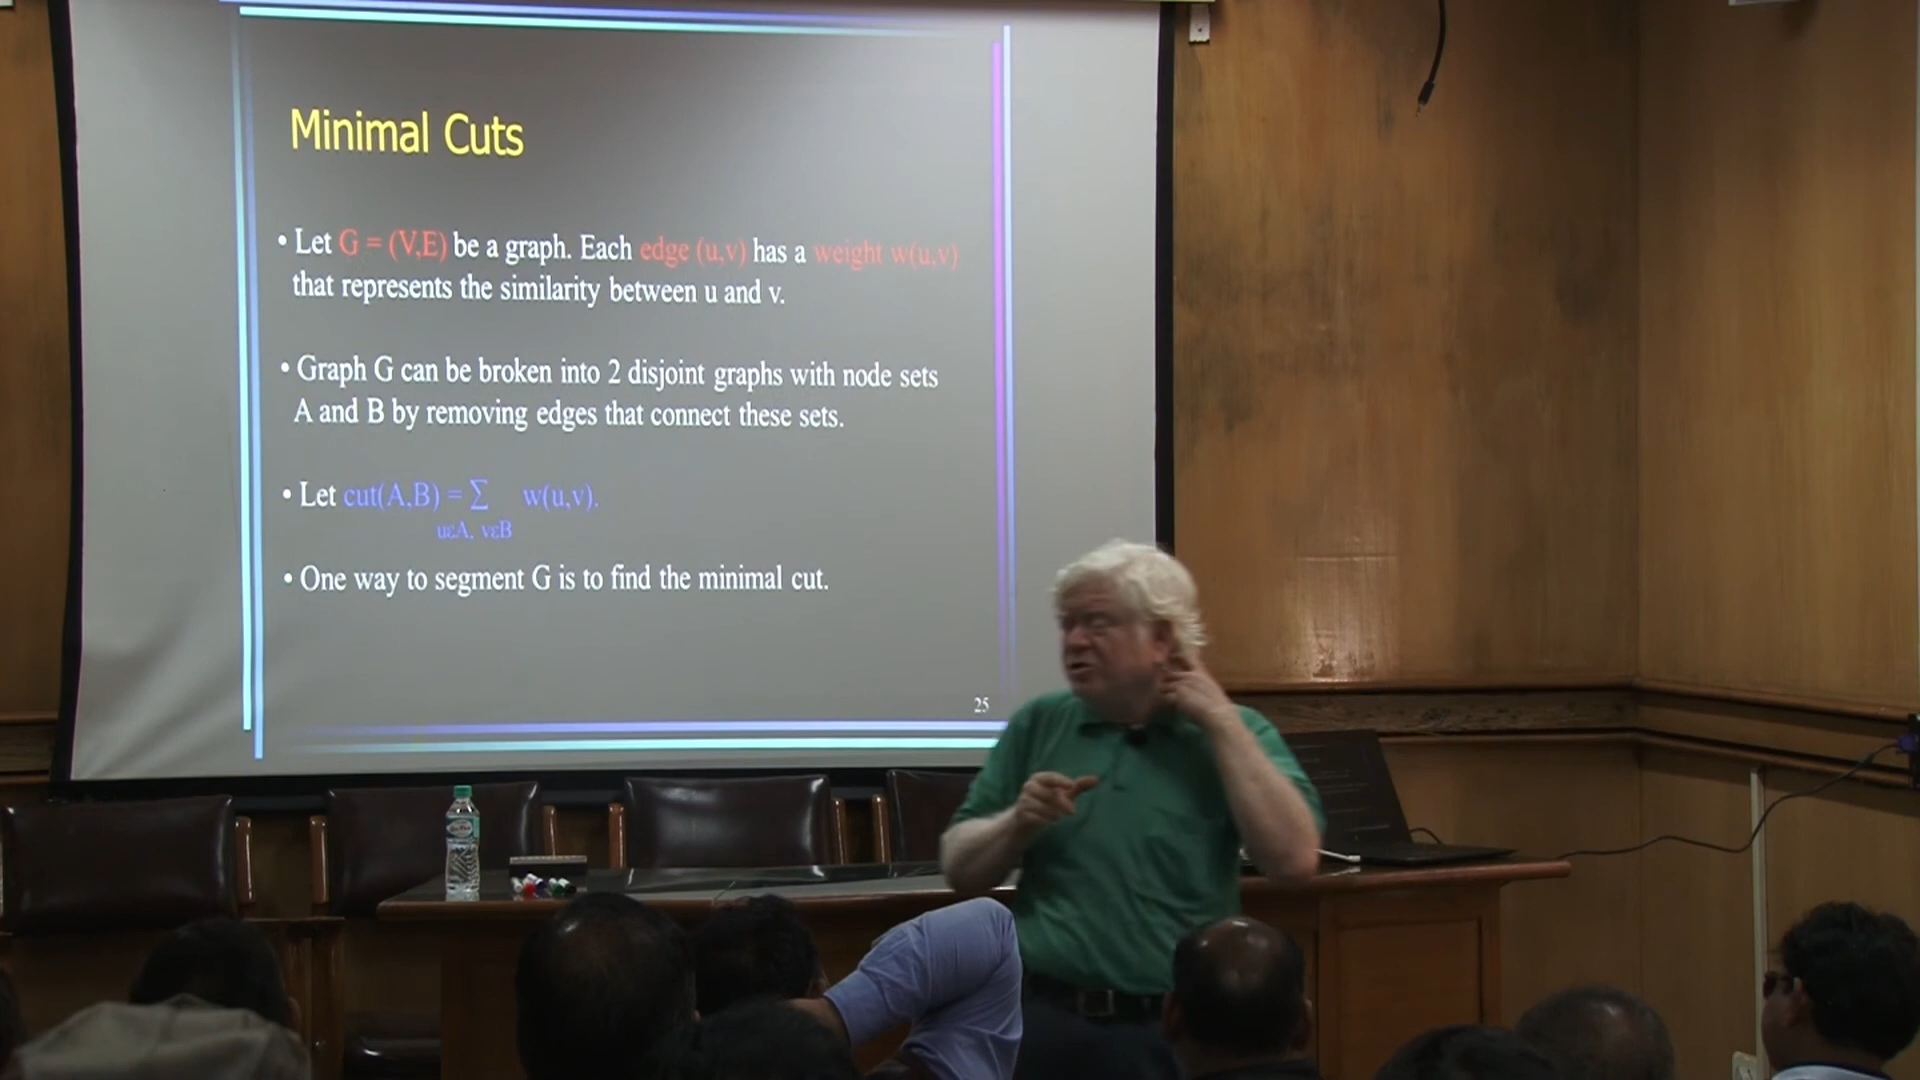 Minimal Cuts
• Let G = (V,E) be a graph. Each edge (u,v) has a weight w(u,v)
that represents the similarity between u and v.
• Graph G can be broken into 2 disjoint graphs with node sets
A and B by removing edges that connect these sets.
• Let cut(A,B) = ∑ w(u,v).
uεA, vεB
• One way to segment G is to find the minimal cut.
25